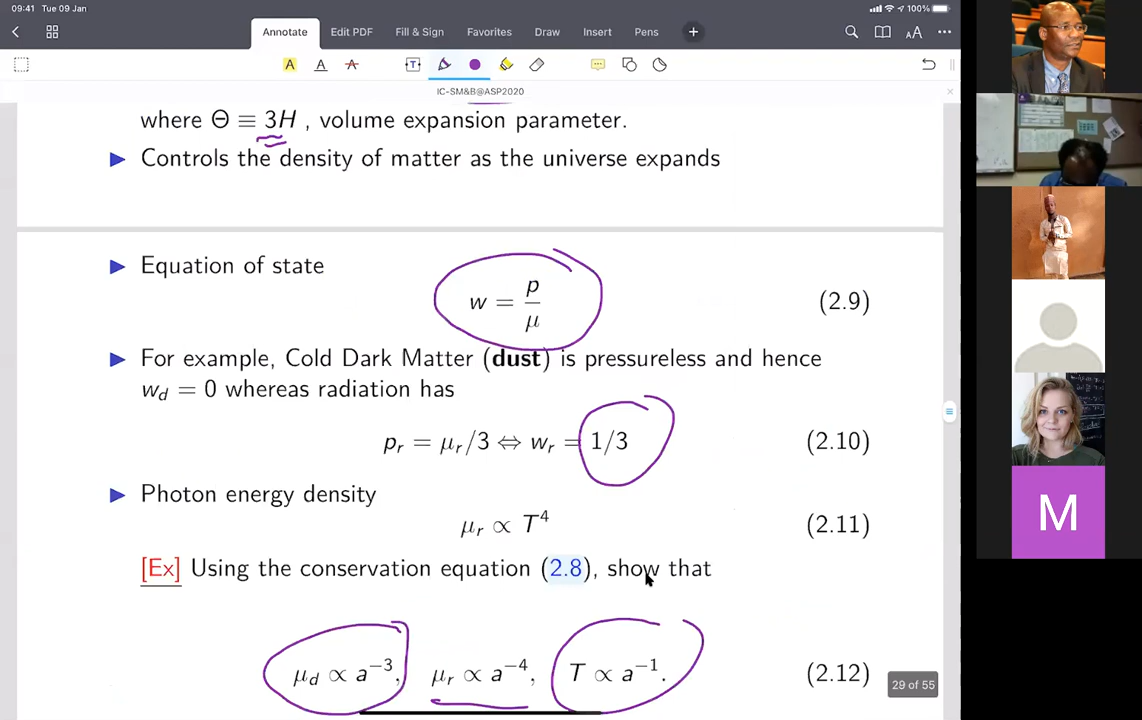 09:41 Tue 09 Jan
100%
Annotate Edit PDF Fill & Sign Favorites Draw Insert Pens
AA
IC-SM&B@ASP2020
where Θ ≡ 3H , volume expansion parameter.
Controls the density of matter as the universe expands
Equation of state
w = p/μ (2.9)
For example, Cold Dark Matter (dust) is pressureless and hence
w_d = 0 whereas radiation has
p_r = μ_r/3 ⇔ w_r = 1/3 (2.10)
Photon energy density
μ_r ∝ T⁴ (2.11)
[Ex] Using the conservation equation (2.8), show that
μ_d ∝ a⁻³, μ_r ∝ a⁻⁴, T ∝ a⁻¹. (2.12)
29 of 55
M